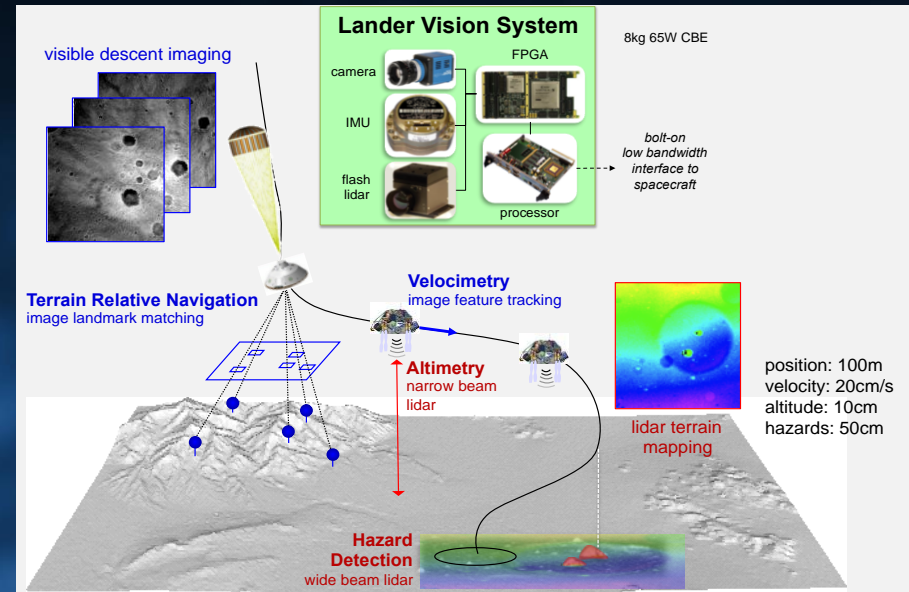 Lander Vision System
8kg 65W CBE
visible descent imaging
camera
FPGA
IMU
flash
lidar
processor
bolt-on
low bandwidth
interface to
spacecraft
Terrain Relative Navigation
image landmark matching
Velocimetry
image feature tracking
Altimetry
narrow beam
lidar
lidar terrain
mapping
position: 100m
velocity: 20cm/s
altitude: 10cm
hazards: 50cm
Hazard
Detection
wide beam lidar